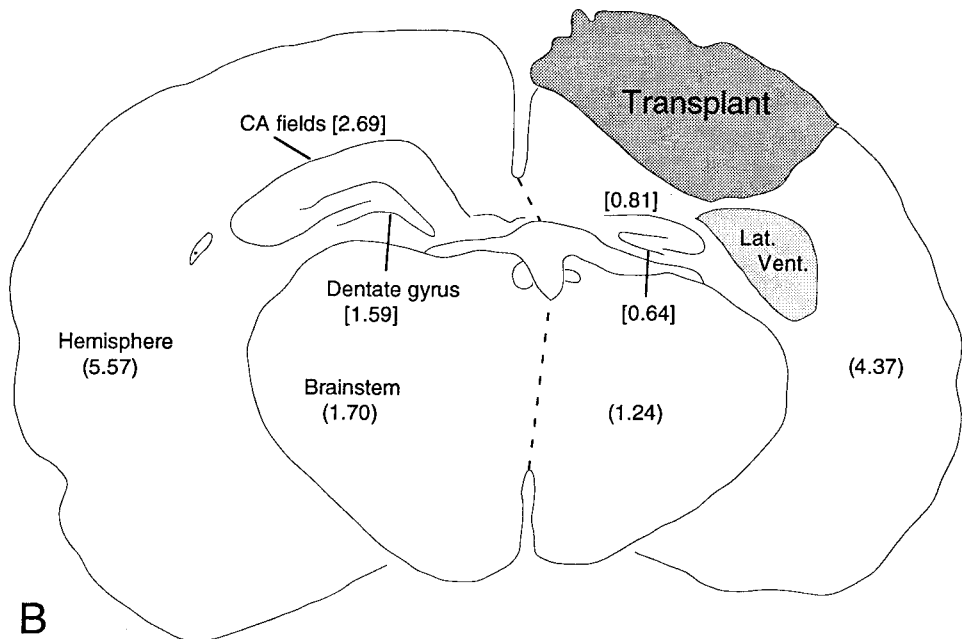 Transplant
CA fields [2.69]
[0.81]
Lat.
Vent.
Dentate gyrus
[1.59]
[0.64]
Hemisphere
(5.57)
(4.37)
Brainstem
(1.70)
(1.24)
B